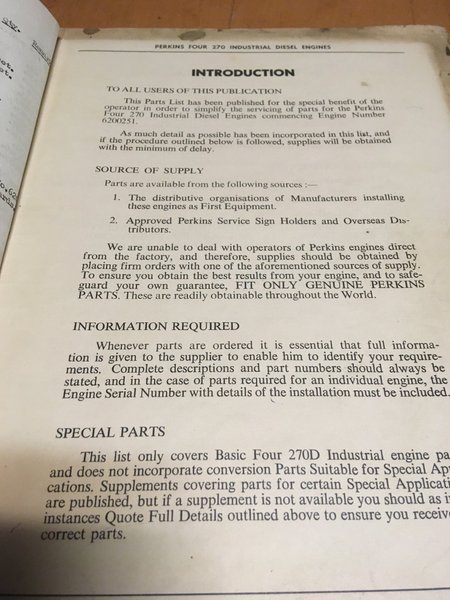 PERKINS FOUR 270 INDUSTRIAL DIESEL ENGINES
INTRODUCTION
TO ALL USERS OF THIS PUBLICATION
This Parts List has been published for the special benefit of the
operator in order to simplify the servicing of parts for the Perkins
Four 270 Industrial Diesel Engines commencing Engine Number
6200251.
As much detail as possible has been incorporated in this list, and
if the procedure outlined below is followed, supplies will be obtained
with the minimum of delay.
SOURCE OF SUPPLY
Parts are available from the following sources :—
1. The distributive organisations of Manufacturers installing
these engines as First Equipment.
2. Approved Perkins Service Sign Holders and Overseas Dis-
tributors.
We are unable to deal with operators of Perkins engines direct
from the factory, and therefore, supplies should be obtained by
placing firm orders with one of the aforementioned sources of supply.
To ensure you obtain the best results from your engine, and to safe-
guard your own guarantee, FIT ONLY GENUINE PERKINS
PARTS. These are readily obtainable throughout the World.
INFORMATION REQUIRED
Whenever parts are ordered it is essential that full informa-
tion is given to the supplier to enable him to identify your require-
ments. Complete descriptions and part numbers should always be
stated, and in the case of parts required for an individual engine, the
Engine Serial Number with details of the installation must be included.
SPECIAL PARTS
This list only covers Basic Four 270D Industrial engine pa
and does not incorporate conversion Parts Suitable for Special App
cations. Supplements covering parts for certain Special Applicati
are published, but if a supplement is not available you should as i
instances Quote Full Details outlined above to ensure you receive
correct parts.